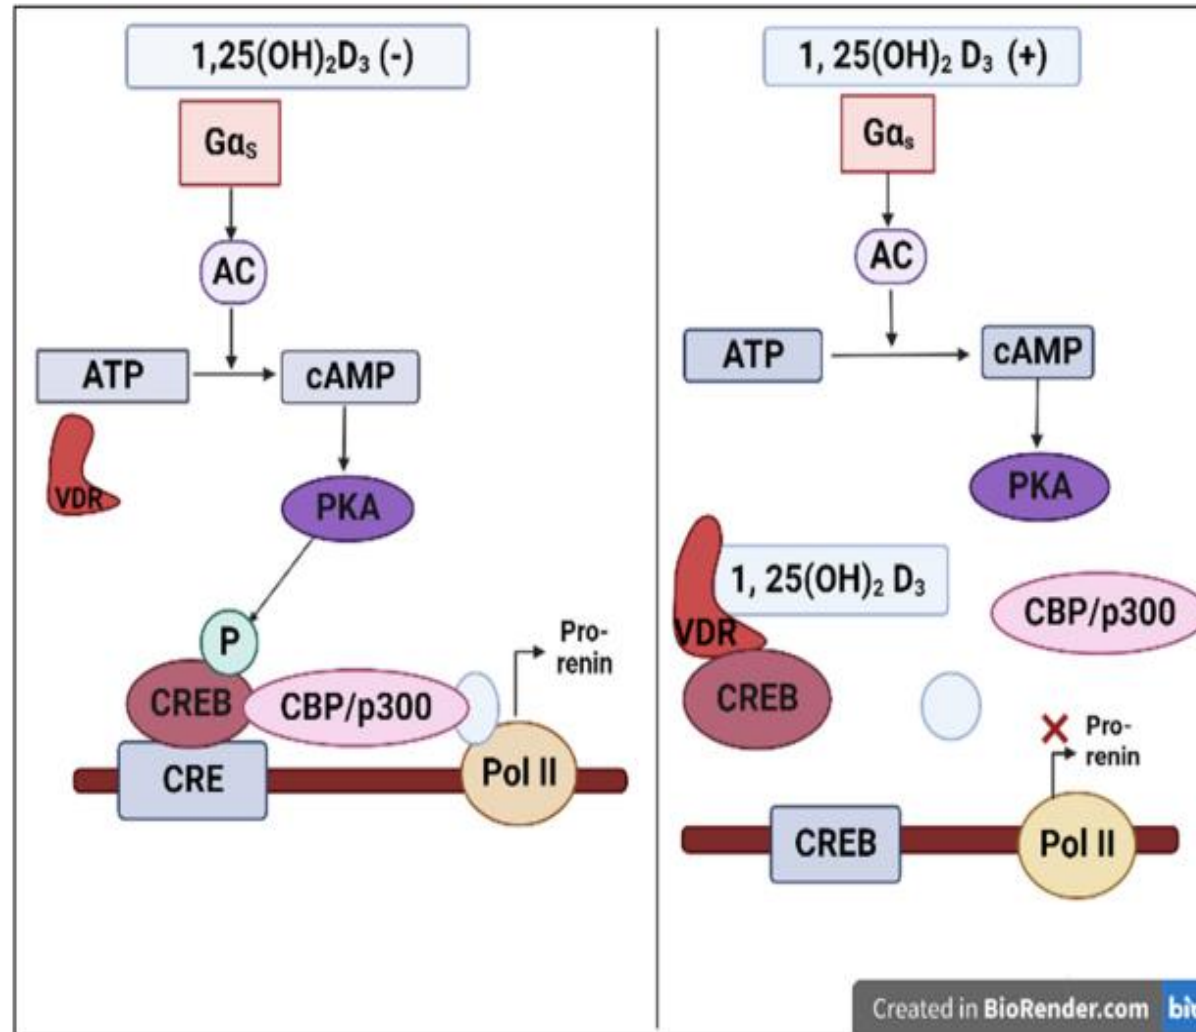 1,25(OH)₂D₃ (-)
Gαs
AC
ATP
cAMP
VDR
PKA
P
Pro-
renin
CREB
CBP/p300
CRE
Pol II
1, 25(OH)₂ D₃ (+)
Gαs
AC
ATP
cAMP
PKA
1, 25(OH)₂ D₃
VDR
CBP/p300
CREB
Pro-
renin
CREB
Pol II
Created in BioRender.com